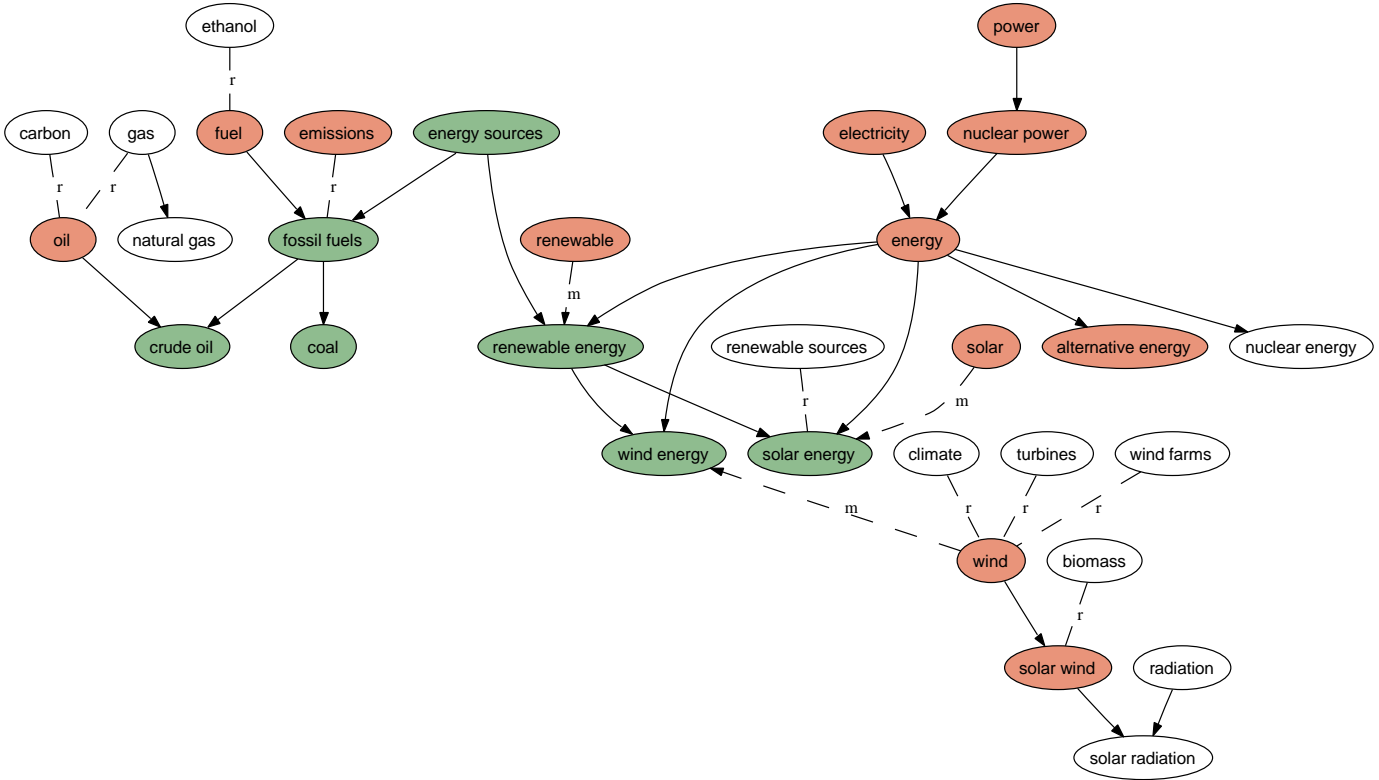 ethanol
power
r
carbon
gas
fuel
emissions
energy sources
electricity
nuclear power
r
r
r
oil
natural gas
fossil fuels
renewable
energy
m
crude oil
coal
renewable energy
renewable sources
solar
alternative energy
nuclear energy
r
m
wind energy
solar energy
climate
turbines
wind farms
m
r
r
r
wind
biomass
r
solar wind
radiation
solar radiation